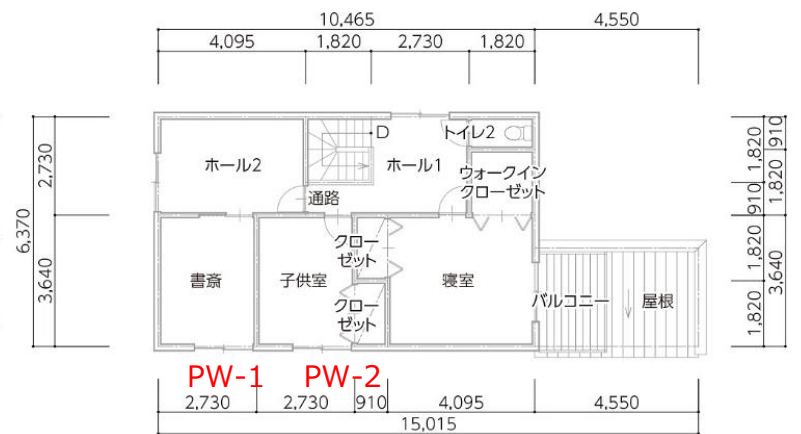 10,465
4,550
4,095
1,820
2,730
1,820
D
トイレ2
ホール2
ホール1
ウォークイン
クローゼット
通路
クロー
ゼット
書斎
子供室
寝室
クロー
ゼット
バルコニー
屋根
6,370
2,730
3,640
1,820
910
1,820
1,820
910
1,820
3,640
PW-1
PW-2
2,730
2,730
910
4,095
4,550
15,015